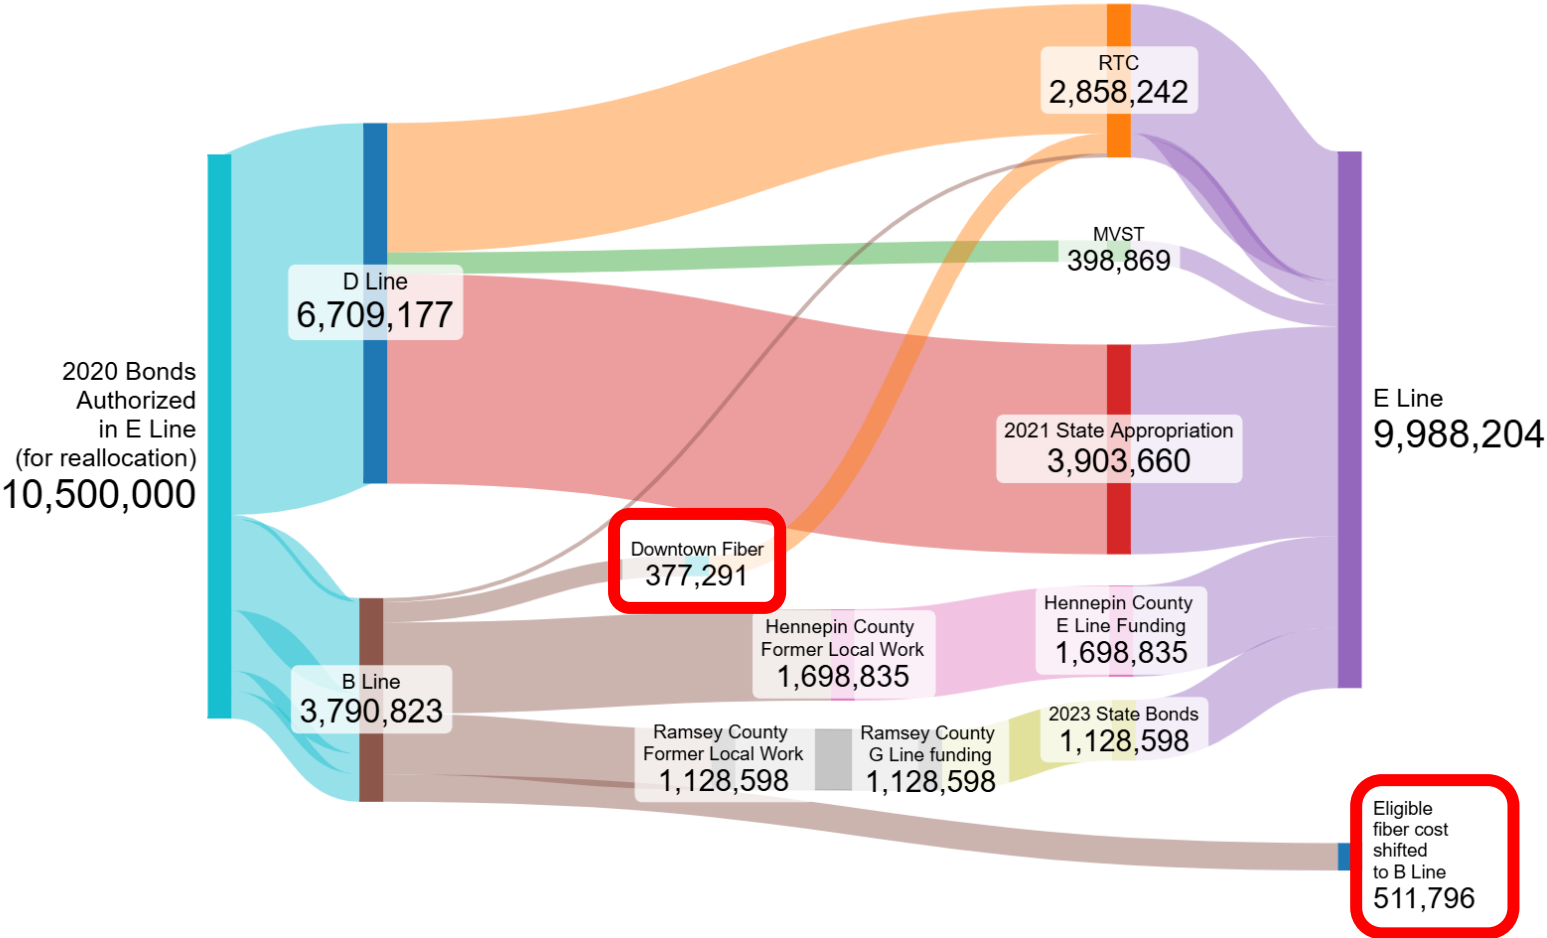 RTC
2,858,242
MVST
398,869
D Line
6,709,177
2020 Bonds
Authorized
in E Line
(for reallocation)
10,500,000
E Line
9,988,204
2021 State Appropriation
3,903,660
Downtown Fiber
377,291
Hennepin County
Former Local Work
1,698,835
Hennepin County
E Line Funding
1,698,835
B Line
3,790,823
Ramsey County
Former Local Work
1,128,598
Ramsey County
G Line funding
1,128,598
2023 State Bonds
1,128,598
Eligible
fiber cost
shifted
to B Line
511,796